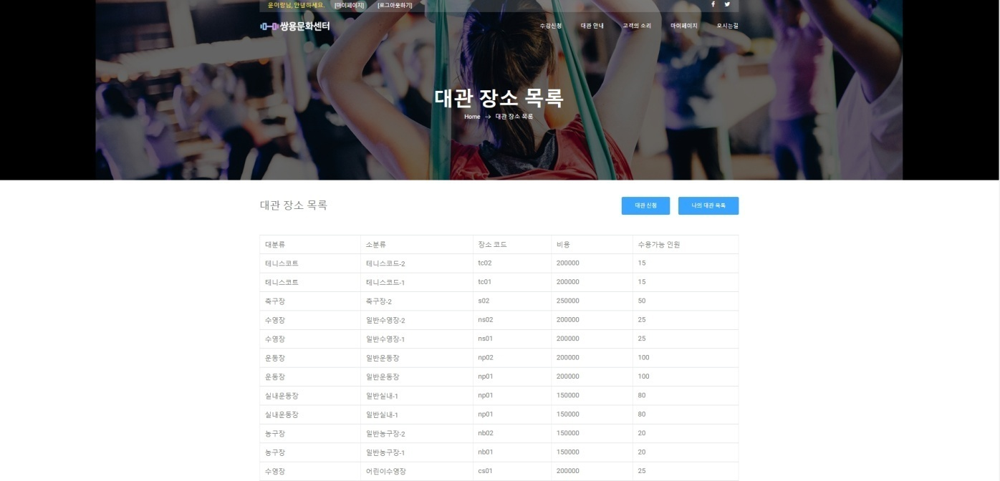 윤이랑님, 안녕하세요. [마이페이지] [로그아웃하기]
쌍용문화센터 수강신청 대관 안내 고객의 소리 마이페이지 오시는길
대관 장소 목록
Home → 대관 장소 목록
대관 장소 목록 대관 신청 나의 대관 목록
대분류 소분류 장소 코드 비용 수용가능 인원
테니스코트 테니스코드-2 tc02 200000 15
테니스코트 테니스코드-1 tc01 200000 15
축구장 축구장-2 s02 250000 50
수영장 일반수영장-2 ns02 200000 25
수영장 일반수영장-1 ns01 200000 25
운동장 일반운동장 np02 200000 100
운동장 일반운동장 np01 200000 100
실내운동장 일반실내-1 np01 150000 80
실내운동장 일반실내-1 np01 150000 80
농구장 일반농구장-2 nb02 150000 20
농구장 일반농구장-1 nb01 150000 20
수영장 어린이수영장 cs01 200000 25